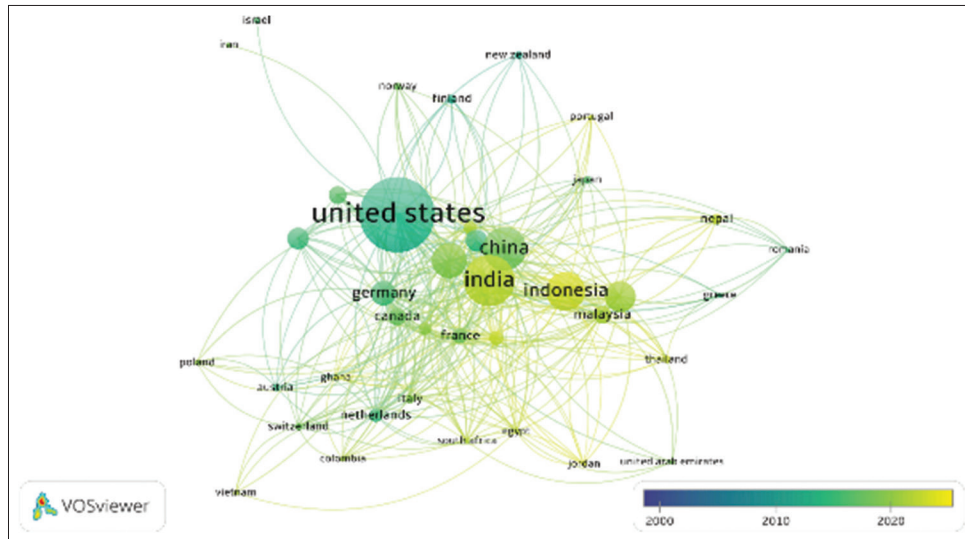 israel
iran
new zealand
norway
finland
portugal
japan
united states
nepal
china
romania
india
indonesia
germany
greece
canada
malaysia
france
thailand
poland
austria
ghana
italy
netherlands
switzerland
south africa
egypt
colombia
jordan
united arab emirates
vietnam
VOSviewer
2000
2010
2020